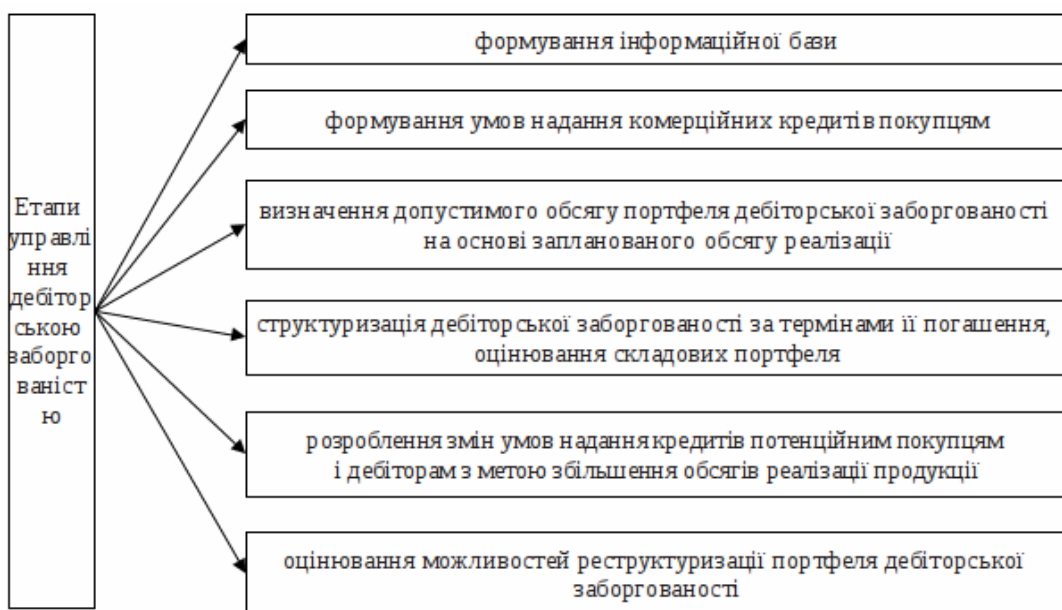 Етапи
управлі
ння
дебітор
ською
заборго
ваніст
ю
формування інформаційної бази
формування умов надання комерційних кредитів покупцям
визначення допустимого обсягу портфеля дебіторської заборгованості
на основі запланованого обсягу реалізації
структуризація дебіторської заборгованості за термінами її погашення,
оцінювання складових портфеля
розроблення змін умов надання кредитів потенційним покупцям
і дебіторам з метою збільшення обсягів реалізації продукції
оцінювання можливостей реструктуризації портфеля дебіторської
заборгованості